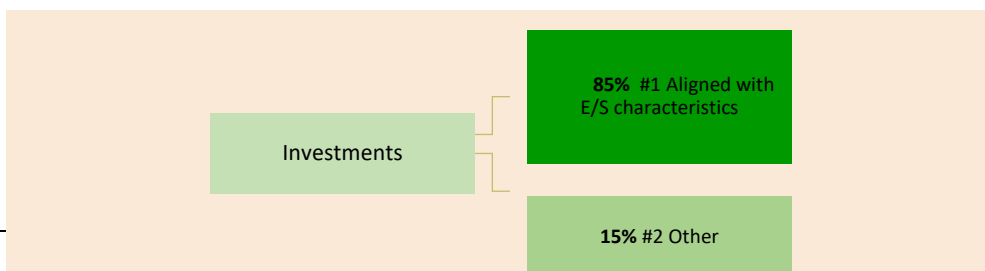 85% #1 Aligned with
E/S characteristics
Investments
15% #2 Other